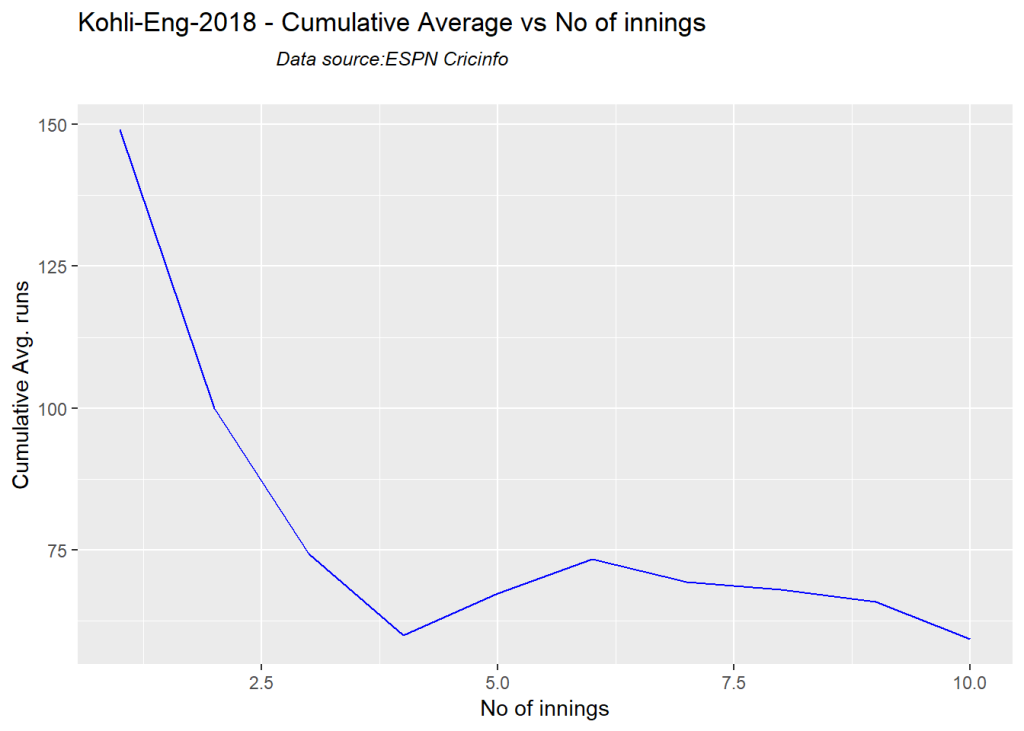 Kohli-Eng-2018 - Cumulative Average vs No of innings
Data source:ESPN Cricinfo
150
125
100
75
Cumulative Avg. runs
2.5
5.0
7.5
10.0
No of innings